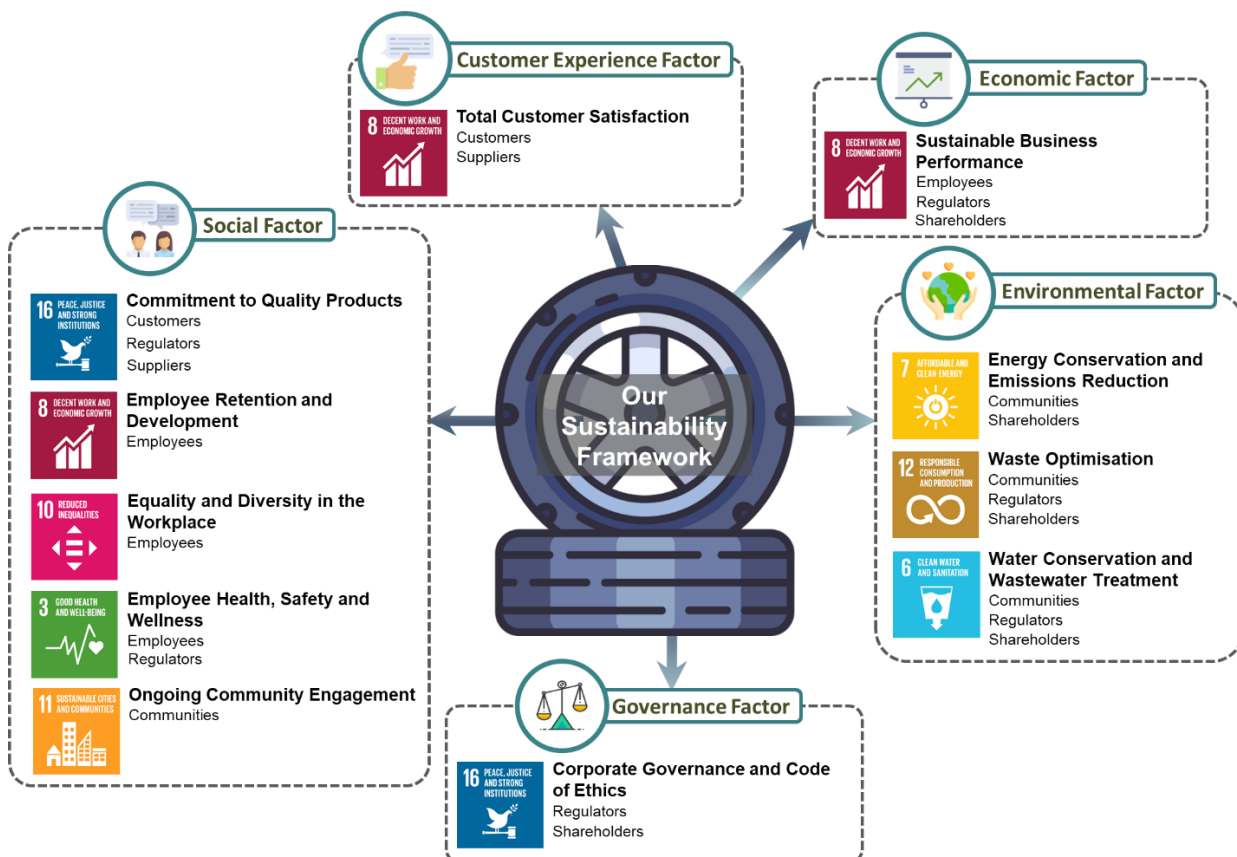 Customer Experience Factor
8 DECENT WORK AND
ECONOMIC GROWTH
Total Customer Satisfaction
Customers
Suppliers
Economic Factor
8 DECENT WORK AND
ECONOMIC GROWTH
Sustainable Business
Performance
Employees
Regulators
Shareholders
Social Factor
16 PEACE, JUSTICE
AND STRONG
INSTITUTIONS
Commitment to Quality Products
Customers
Regulators
Suppliers
8 DECENT WORK AND
ECONOMIC GROWTH
Employee Retention and
Development
Employees
10 REDUCED
INEQUALITIES
Equality and Diversity in the
Workplace
Employees
3 GOOD HEALTH
AND WELL-BEING
Employee Health, Safety and
Wellness
Employees
Regulators
11 SUSTAINABLE CITIES
AND COMMUNITIES
Ongoing Community Engagement
Communities
Our
Sustainability
Framework
Environmental Factor
7 AFFORDABLE AND
CLEAN ENERGY
Energy Conservation and
Emissions Reduction
Communities
Shareholders
12 RESPONSIBLE
CONSUMPTION
AND PRODUCTION
Waste Optimisation
Communities
Regulators
Shareholders
6 CLEAN WATER
AND SANITATION
Water Conservation and
Wastewater Treatment
Communities
Regulators
Shareholders
Governance Factor
16 PEACE, JUSTICE
AND STRONG
INSTITUTIONS
Corporate Governance and Code
of Ethics
Regulators
Shareholders